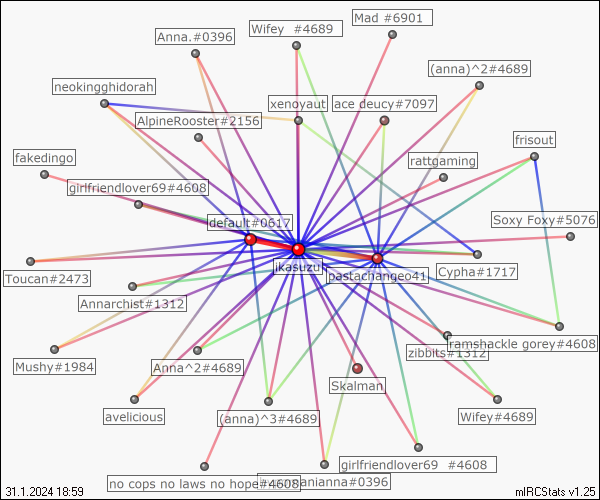 Mad #6901
Wifey #4689
Anna.#0396
(anna)^2#4689
neokingghidorah
xenoyaut
ace deucy#7097
AlpineRooster#2156
frisout
fakedingo
rattgaming
girlfriendlover69#4608
default#0617
Soxy Foxy#5076
ikasuzu
Toucan#2473
pastachangeo41
Cypha#1717
Annarchist#1312
ramshackle gorey#4608
zibbits#1312
Mushy#1984
Anna^2#4689
Skalman
avelicious
(anna)^3#4689
Wifey#4689
girlfriendlover69 #4608
no cops no laws no hope#4608
anianna#0396
31.1.2024 18:59
mIRCStats v1.25